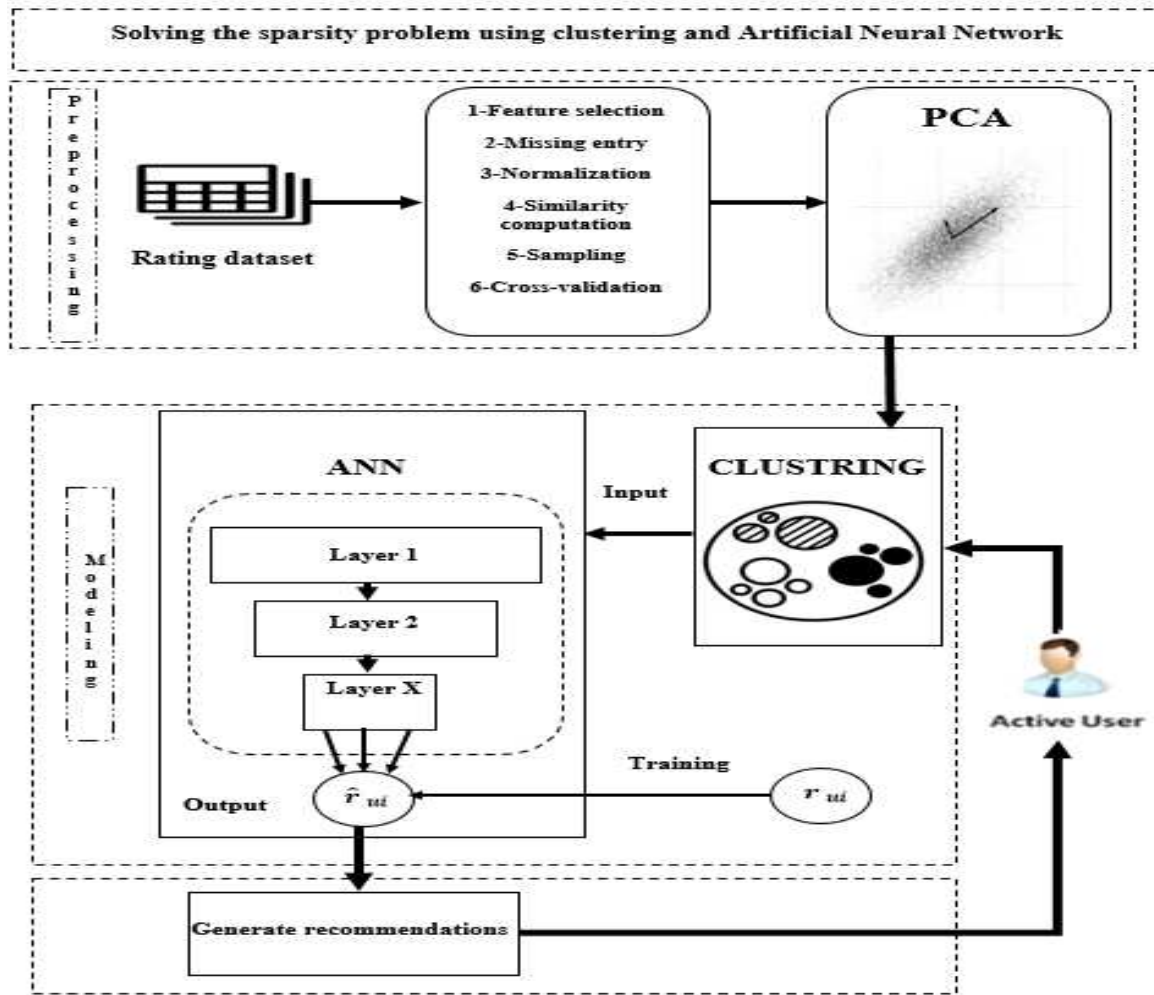 Solving the sparsity problem using clustering and Artificial Neural Network
Preprocessing
Rating dataset
1-Feature selection
2-Missing entry
3-Normalization
4-Similarity
computation
5-Sampling
6-Cross-validation
PCA
Modeling
ANN
Layer 1
Layer 2
Layer X
Output
r̂ ui
Input
CLUSTRING
Training
r ui
Active User
Generate recommendations